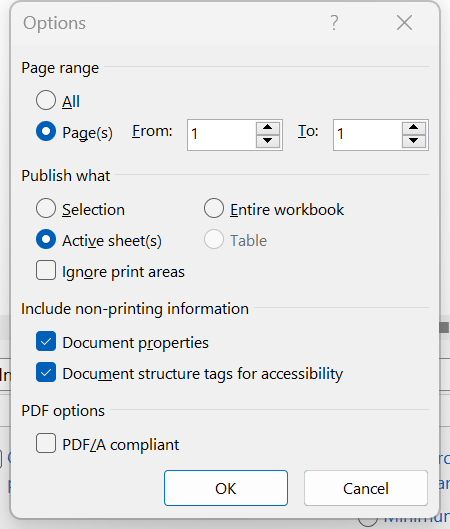 Options ?
Page range
All
Page(s) From: 1 To: 1
Publish what
Selection Entire workbook
Active sheet(s) Table
Ignore print areas
Include non-printing information
Document properties
Document structure tags for accessibility
PDF options
PDF/A compliant
OK Cancel